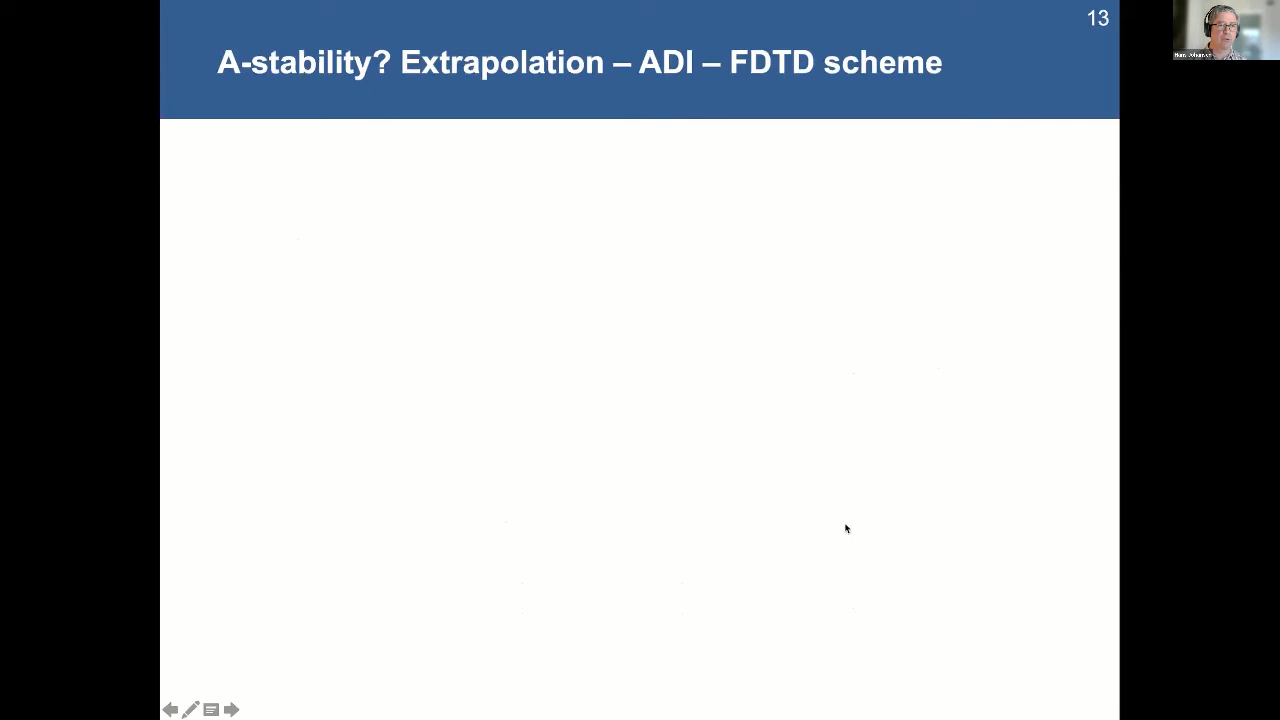 13
A-stability? Extrapolation – ADI – FDTD scheme